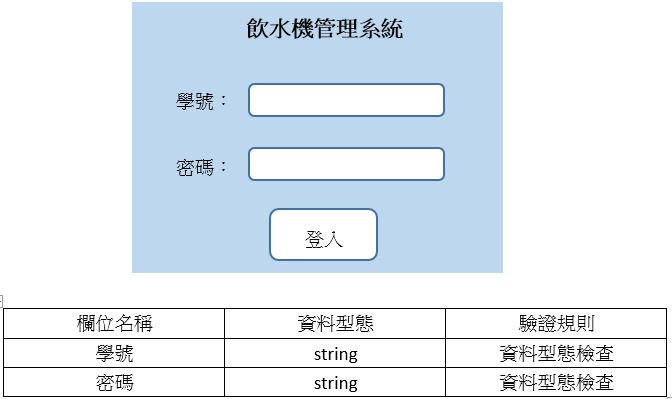 飲水機管理系統
學號：
密碼：
登入
欄位名稱 資料型態 驗證規則
學號 string 資料型態檢查
密碼 string 資料型態檢查